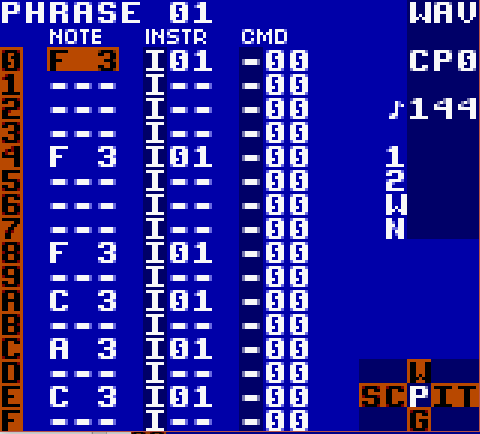 PHRASE 01 WAV
NOTE INSTR CMD
0 F 3 I01 -00 CP0
1 --- I-- -00
2 --- I-- -00 ♪144
3 --- I-- -00
4 F 3 I01 -00 1
5 --- I-- -00 2
6 --- I-- -00 W
7 --- I-- -00 N
8 F 3 I01 -00
9 --- I-- -00
A C 3 I01 -00
B --- I-- -00
C A 3 I01 -00
D --- I-- -00 W
E C 3 I01 -00 SCPIT
F --- I-- -00 G